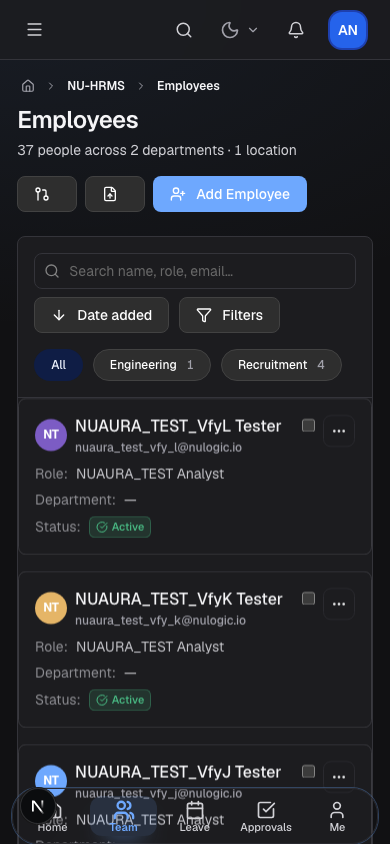 AN
NU-HRMS
Employees
Employees
37 people across 2 departments · 1 location
Add Employee
Search name, role, email...
Date added
Filters
All
Engineering 1
Recruitment 4
NT
NUAURA_TEST_VfyL Tester
nuaura_test_vfy_l@nulogic.io
Role: NUAURA_TEST Analyst
Department: —
Status: Active
NT
NUAURA_TEST_VfyK Tester
nuaura_test_vfy_k@nulogic.io
Role: NUAURA_TEST Analyst
Department: —
Status: Active
NT
NUAURA_TEST_VfyJ Tester
nuaura_test_vfy_j@nulogic.io
Role: NUAURA_TEST Analyst
N
Home
Team
Leave
Approvals
Me